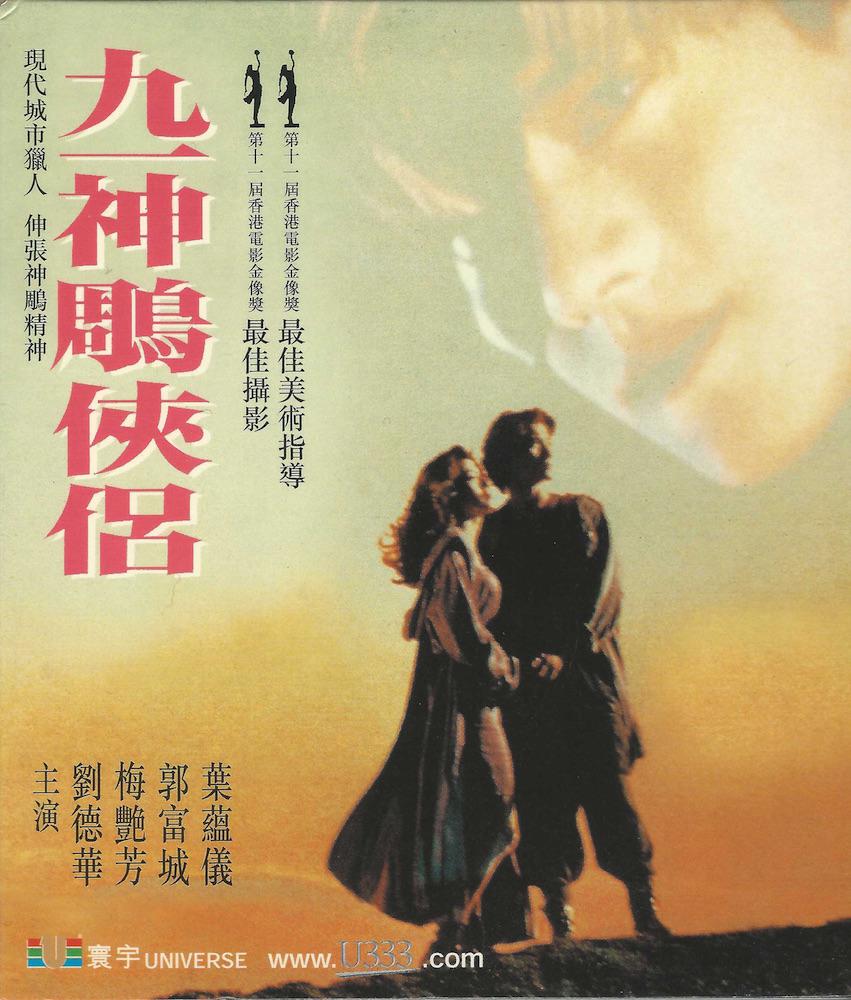 九一神鵰俠侶
現代城市獵人 伸張神鵰精神
第十一屆香港電影金像獎 最佳美術指導
第十一屆香港電影金像獎 最佳攝影
葉蘊儀
郭富城
梅艷芳
劉德華
主演
U 寰宇 UNIVERSE www.U333.com